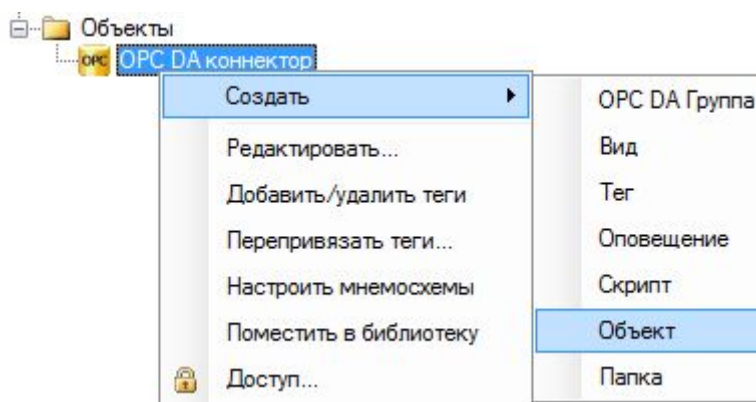 Объекты
OPC OPC DA коннектор
Создать
Редактировать...
Добавить/удалить теги
Перепривязать теги...
Настроить мнемосхемы
Поместить в библиотеку
Доступ...
OPC DA Группа
Вид
Тег
Оповещение
Скрипт
Объект
Папка